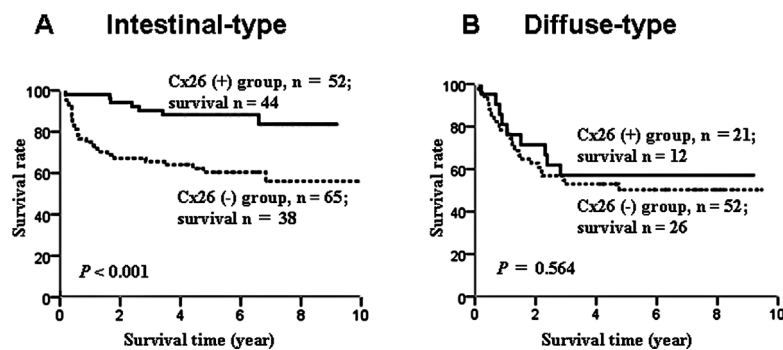 A Intestinal-type
Cx26 (+) group, n = 52;
survival n = 44
Cx26 (-) group, n = 65;
survival n = 38
P < 0.001
Survival rate
100
80
60
40
20
0
0 2 4 6 8 10
Survival time (year)
B Diffuse-type
Cx26 (+) group, n = 21;
survival n = 12
Cx26 (-) group, n = 52;
survival n = 26
P = 0.564
Survival rate
100
80
60
40
20
0
0 2 4 6 8 10
Survival time (year)